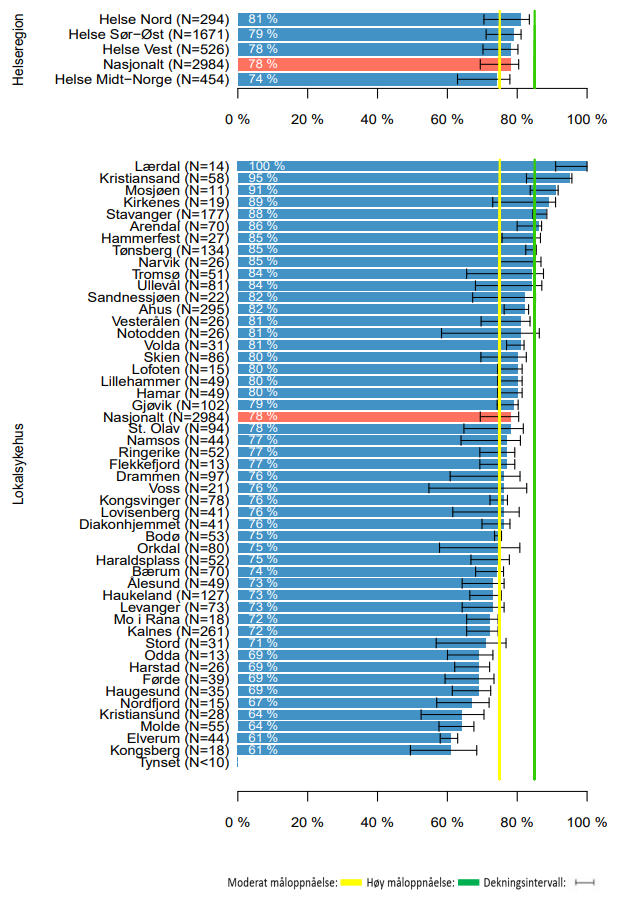 Helseregion
Helse Nord (N=294) 81 %
Helse Sør−Øst (N=1671) 79 %
Helse Vest (N=526) 78 %
Nasjonalt (N=2984) 78 %
Helse Midt−Norge (N=454) 74 %
0 % 20 % 40 % 60 % 80 % 100 %
Lokalsykehus
Lærdal (N=14) 100 %
Kristiansand (N=58) 95 %
Mosjøen (N=11) 91 %
Kirkenes (N=19) 89 %
Stavanger (N=177) 88 %
Arendal (N=70) 86 %
Hammerfest (N=27) 85 %
Tønsberg (N=134) 85 %
Narvik (N=26) 85 %
Tromsø (N=51) 84 %
Ullevål (N=81) 84 %
Sandnessjøen (N=22) 82 %
Ahus (N=295) 82 %
Vesterålen (N=26) 81 %
Notodden (N=26) 81 %
Volda (N=31) 81 %
Skien (N=86) 80 %
Lofoten (N=15) 80 %
Lillehammer (N=49) 80 %
Hamar (N=49) 80 %
Gjøvik (N=102) 79 %
Nasjonalt (N=2984) 78 %
St. Olav (N=94) 78 %
Namsos (N=44) 77 %
Ringerike (N=52) 77 %
Flekkefjord (N=13) 77 %
Drammen (N=97) 76 %
Voss (N=21) 76 %
Kongsvinger (N=78) 76 %
Lovisenberg (N=41) 76 %
Diakonhjemmet (N=41) 76 %
Bodø (N=53) 75 %
Orkdal (N=80) 75 %
Haraldsplass (N=52) 75 %
Bærum (N=70) 74 %
Ålesund (N=49) 73 %
Haukeland (N=127) 73 %
Levanger (N=73) 73 %
Mo i Rana (N=18) 72 %
Kalnes (N=261) 72 %
Stord (N=31) 71 %
Odda (N=13) 69 %
Harstad (N=26) 69 %
Førde (N=39) 69 %
Haugesund (N=35) 69 %
Nordfjord (N=15) 67 %
Kristiansund (N=28) 64 %
Molde (N=55) 64 %
Elverum (N=44) 61 %
Kongsberg (N=18) 61 %
Tynset (N<10)
0 % 20 % 40 % 60 % 80 % 100 %
Moderat måloppnåelse: Høy måloppnåelse: Dekningsintervall: